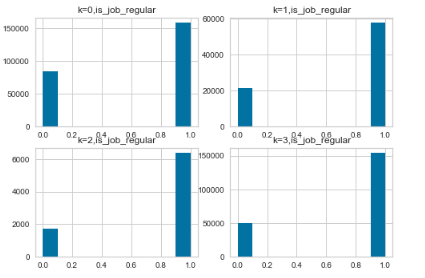 k=0,is_job_regular
k=1,is_job_regular
150000
100000
50000
0
60000
40000
20000
0
0.0 0.2 0.4 0.6 0.8 1.0
0.0 0.2 0.4 0.6 0.8 1.0
k=2,is_job_regular
k=3,is_job_regular
6000
4000
2000
0
150000
100000
50000
0
0.0 0.2 0.4 0.6 0.8 1.0
0.0 0.2 0.4 0.6 0.8 1.0